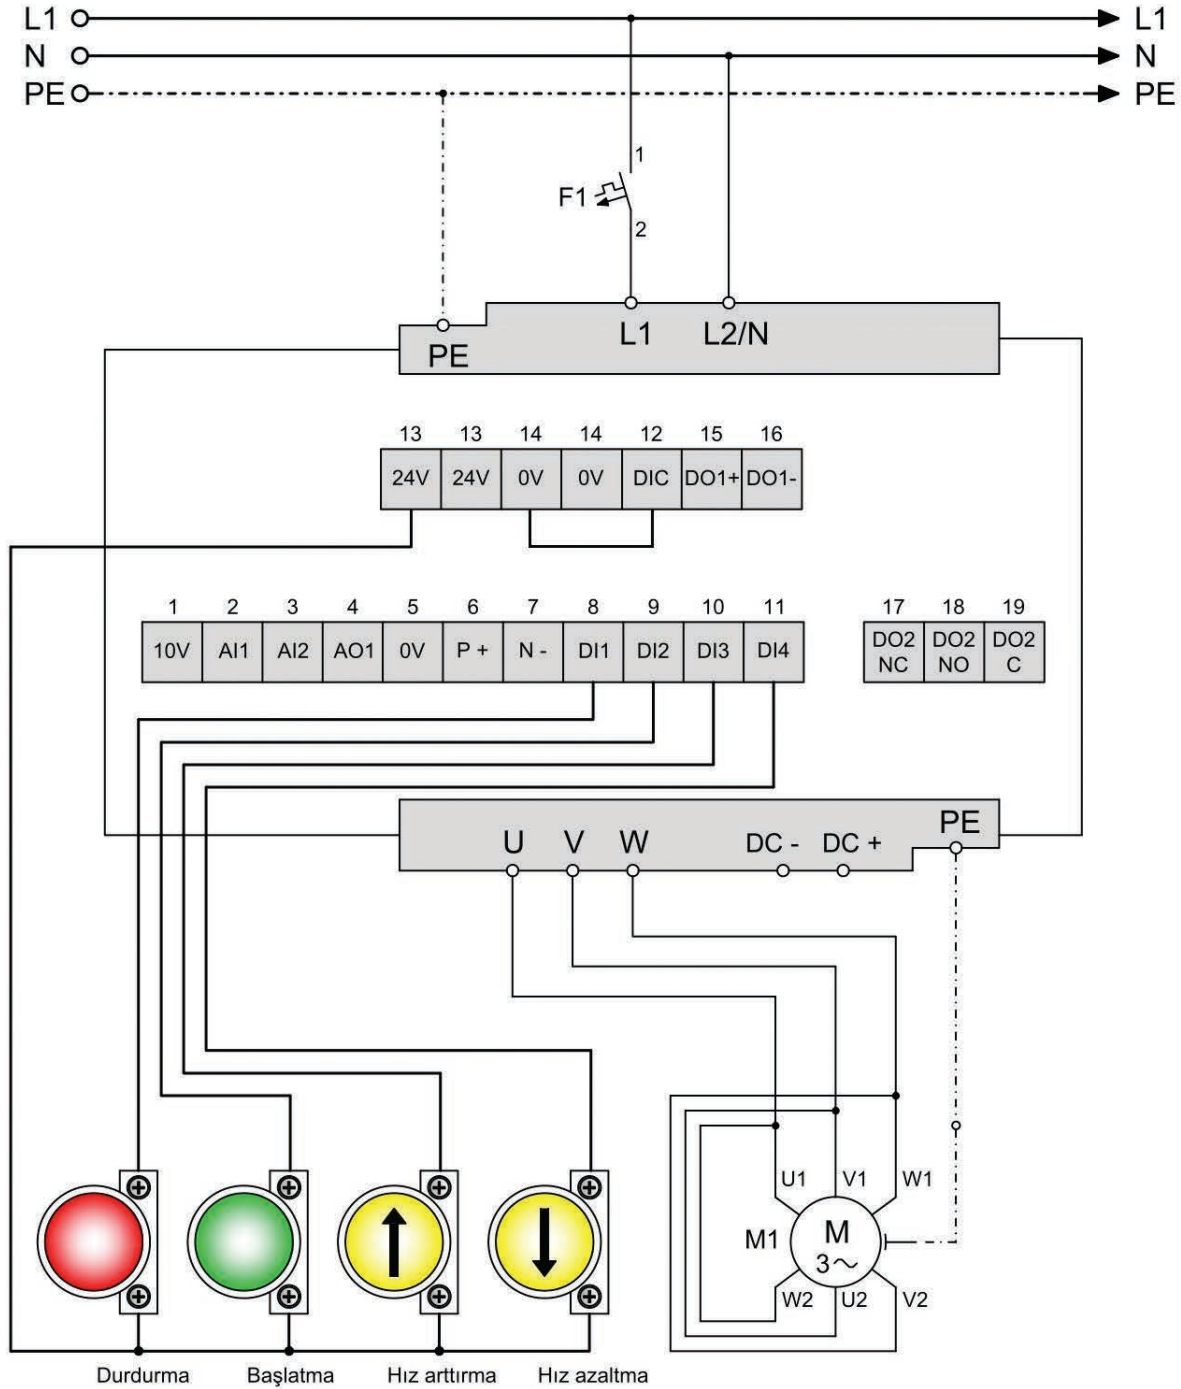 L1 L1
N N
PE PE
1
F1
2
L1 L2/N
PE
13 13 14 14 12 15 16
24V 24V 0V 0V DIC DO1+ DO1-
1 2 3 4 5 6 7 8 9 10 11 17 18 19
10V AI1 AI2 AO1 0V P + N - DI1 DI2 DI3 DI4 DO2 NC DO2 NO DO2 C
PE
U V W DC - DC +
U1 V1 W1
M1 M
3~
W2 U2 V2
Durdurma Başlatma Hız arttırma Hız azaltma